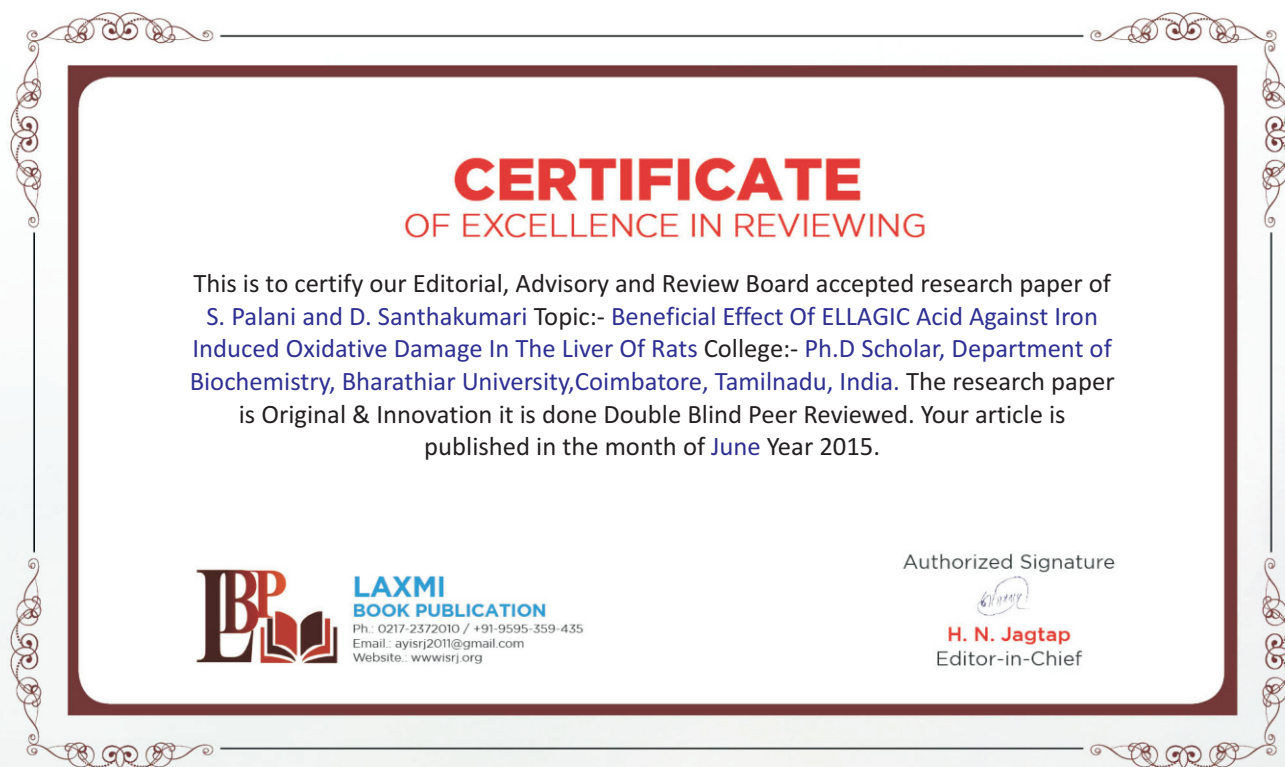 CERTIFICATE
OF EXCELLENCE IN REVIEWING
This is to certify our Editorial, Advisory and Review Board accepted research paper of
S. Palani and D. Santhakumari Topic:- Beneficial Effect Of ELLAGIC Acid Against Iron
Induced Oxidative Damage In The Liver Of Rats College:- Ph.D Scholar, Department of
Biochemistry, Bharathiar University,Coimbatore, Tamilnadu, India. The research paper
is Original & Innovation it is done Double Blind Peer Reviewed. Your article is
published in the month of June Year 2015.
LBP
LAXMI
BOOK PUBLICATION
Ph.: 0217-2372010 / +91-9595-359-435
Email.: ayisrj2011@gmail.com
Website.: wwwisrj.org
Authorized Signature
H. N. Jagtap
Editor-in-Chief